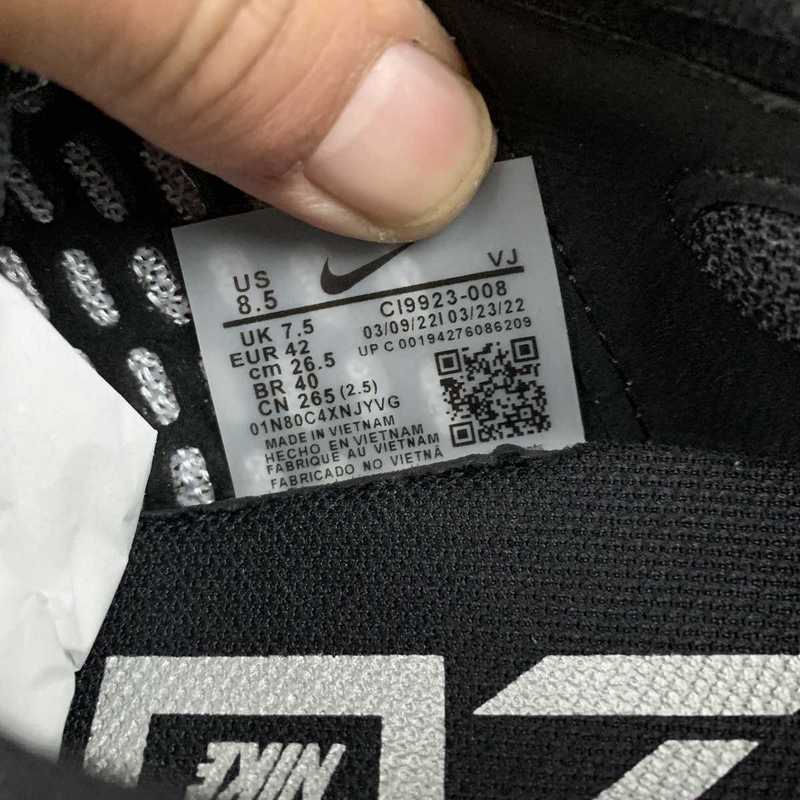 US
8.5
VJ
CI9923-008
UK 7.5
03/09/22I 03/23/22
EUR 42
UPC 00194276086209
cm 26.5
BR 40
CN 265 (2.5)
01N80C4XNJYVG
MADE IN VIETNAM
HECHO EN VIETNAM
FABRIQUE AU VIETNAM
FABRICADO NO VIETNÃ
NIKE
NIKE